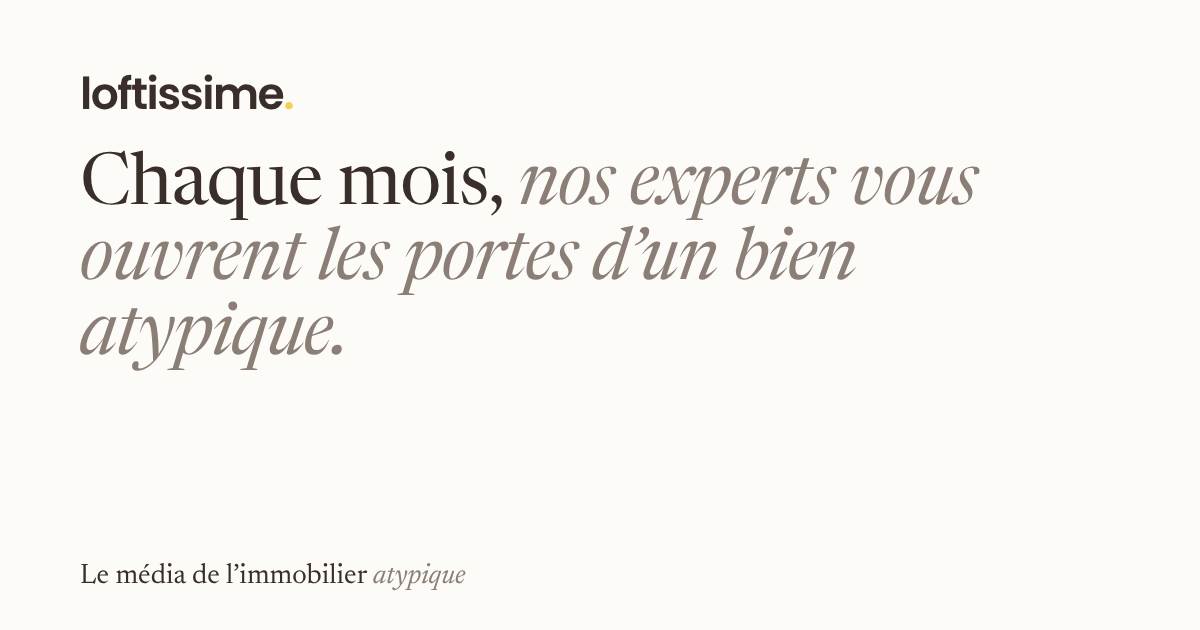 loftissime.
Chaque mois, nos experts vous
ouvrent les portes d’un bien
atypique.
Le média de l’immobilier atypique